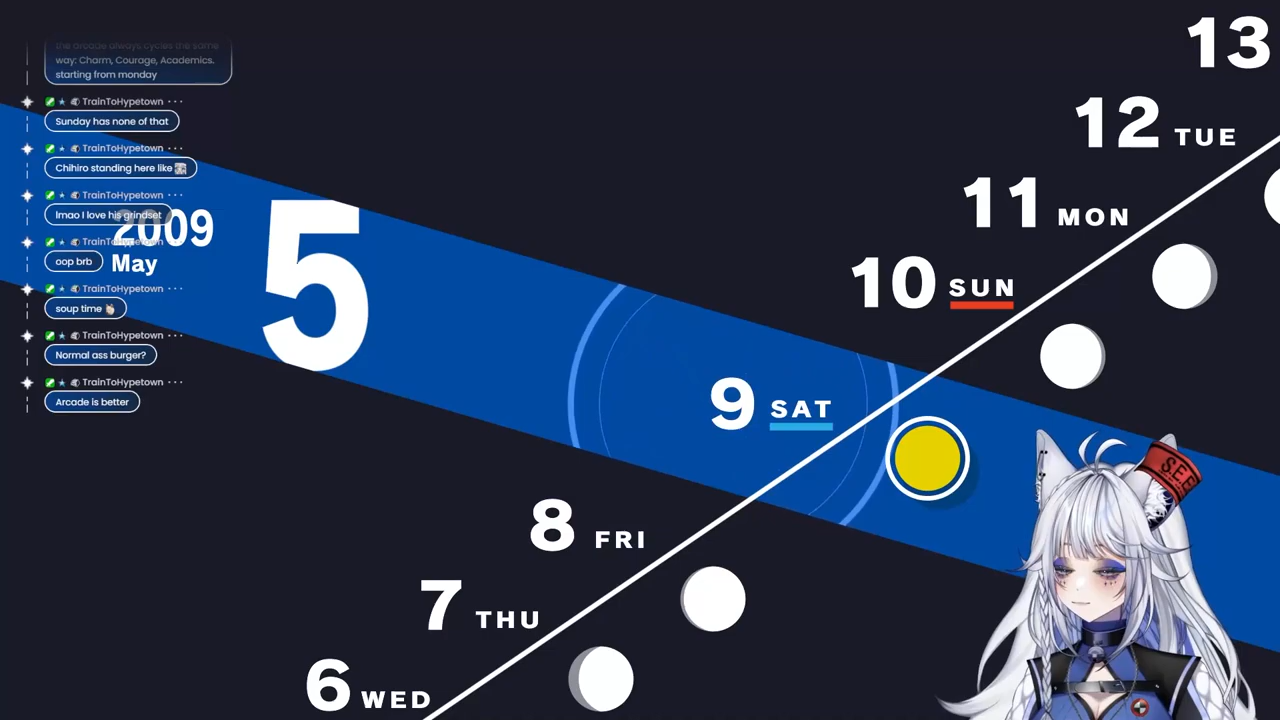 the arcade always cycles the same
way: Charm, Courage, Academics.
starting from monday
TrainToHypetown
Sunday has none of that
TrainToHypetown
Chihiro standing here like
TrainToHypetown
lmao I love his grindset
TrainToHypetown
oop brb
TrainToHypetown
soup time
TrainToHypetown
Normal ass burger?
TrainToHypetown
Arcade is better
2009
May
5
13
12 TUE
11 MON
10 SUN
9 SAT
8 FRI
7 THU
6 WED
S.E.E